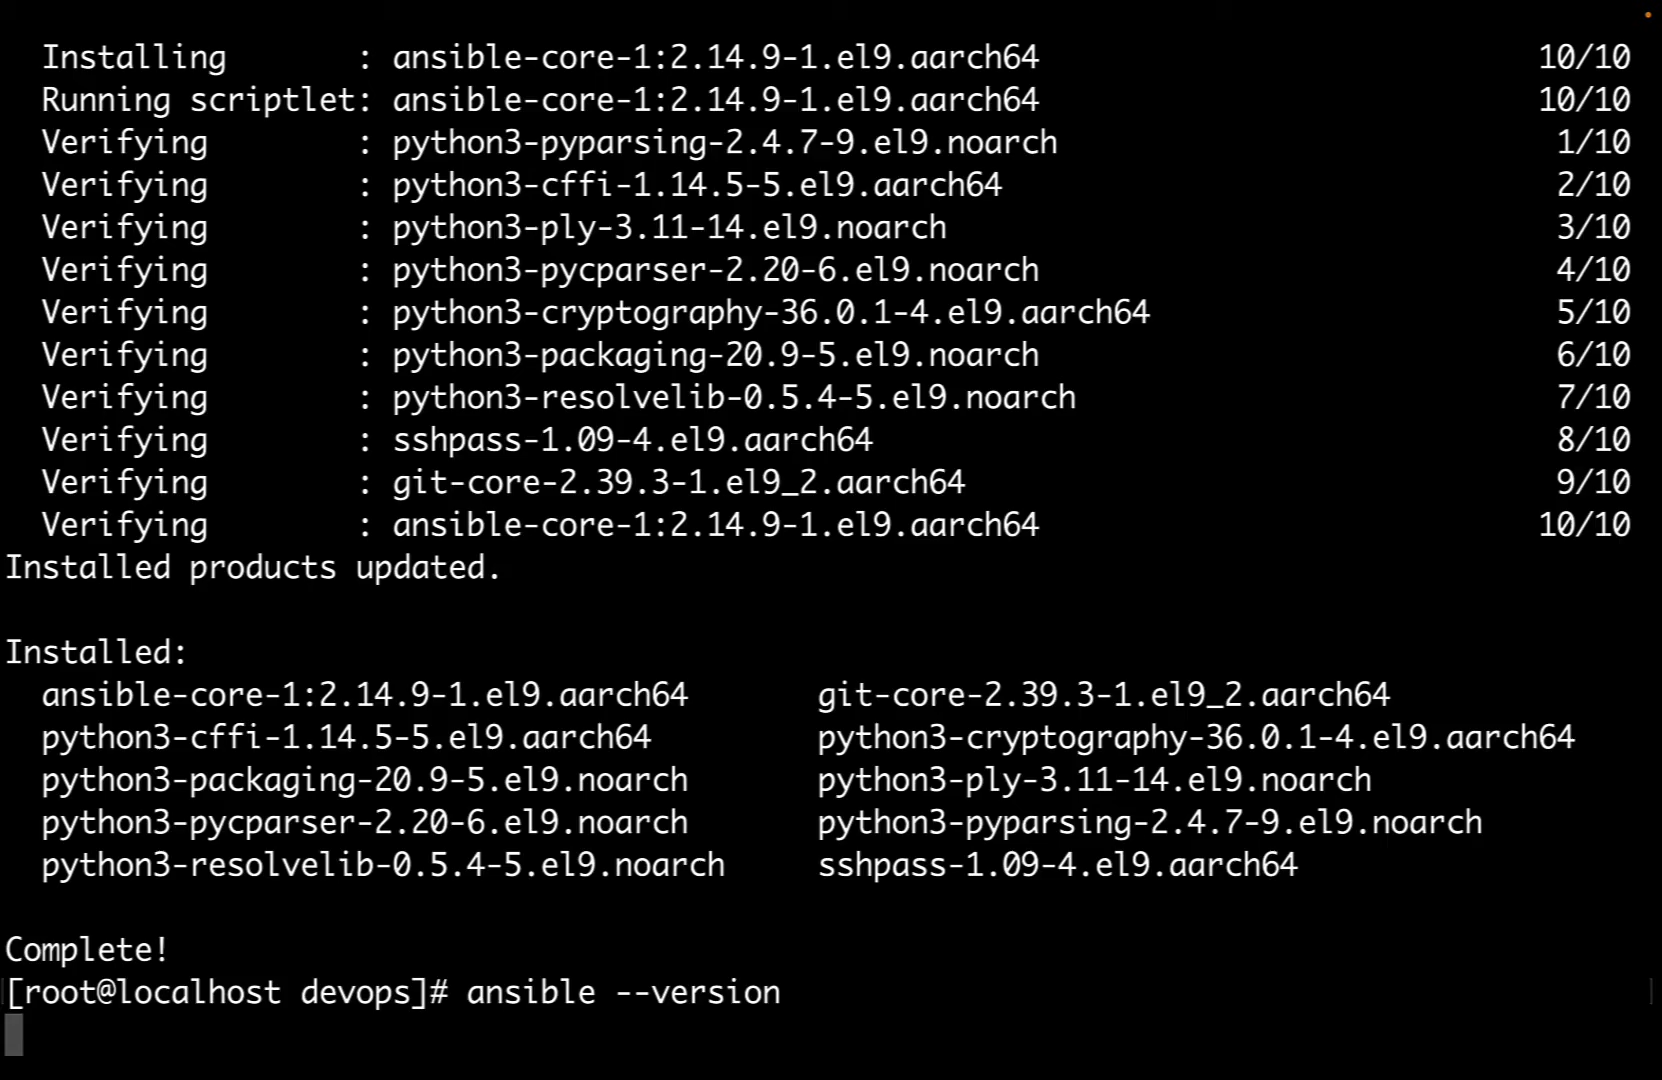 Installing : ansible-core-1:2.14.9-1.el9.aarch64 10/10
Running scriptlet: ansible-core-1:2.14.9-1.el9.aarch64 10/10
Verifying : python3-pyparsing-2.4.7-9.el9.noarch 1/10
Verifying : python3-cffi-1.14.5-5.el9.aarch64 2/10
Verifying : python3-ply-3.11-14.el9.noarch 3/10
Verifying : python3-pycparser-2.20-6.el9.noarch 4/10
Verifying : python3-cryptography-36.0.1-4.el9.aarch64 5/10
Verifying : python3-packaging-20.9-5.el9.noarch 6/10
Verifying : python3-resolvelib-0.5.4-5.el9.noarch 7/10
Verifying : sshpass-1.09-4.el9.aarch64 8/10
Verifying : git-core-2.39.3-1.el9_2.aarch64 9/10
Verifying : ansible-core-1:2.14.9-1.el9.aarch64 10/10
Installed products updated.
Installed:
ansible-core-1:2.14.9-1.el9.aarch64 git-core-2.39.3-1.el9_2.aarch64
python3-cffi-1.14.5-5.el9.aarch64 python3-cryptography-36.0.1-4.el9.aarch64
python3-packaging-20.9-5.el9.noarch python3-ply-3.11-14.el9.noarch
python3-pycparser-2.20-6.el9.noarch python3-pyparsing-2.4.7-9.el9.noarch
python3-resolvelib-0.5.4-5.el9.noarch sshpass-1.09-4.el9.aarch64
Complete!
[root@localhost devops]# ansible --version